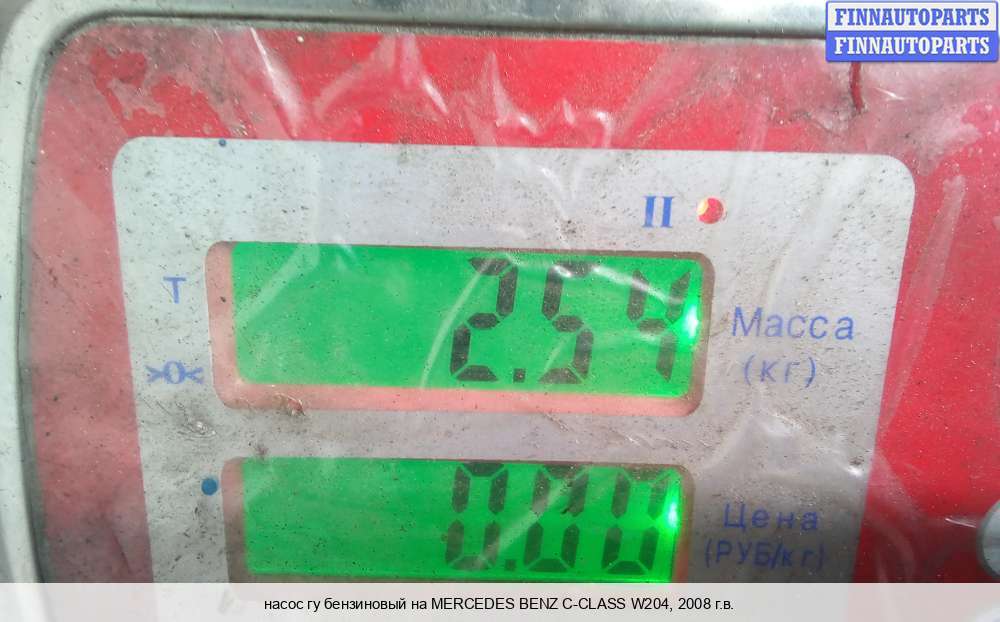 FINNAUTOPARTS
FINNAUTOPARTS
II
T
2.54
Масса
(кг)
>0<
0.00
Цена
(РУБ/кг)
насос гу бензиновый на MERCEDES BENZ C-CLASS W204, 2008 г.в.